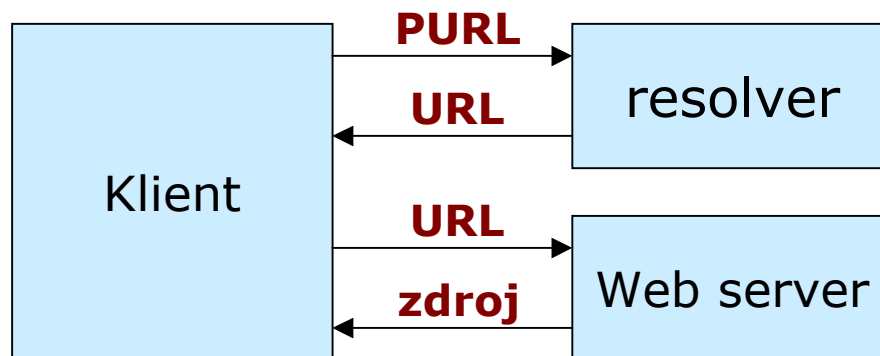 Klient
PURL
URL
resolver
URL
zdroj
Web server